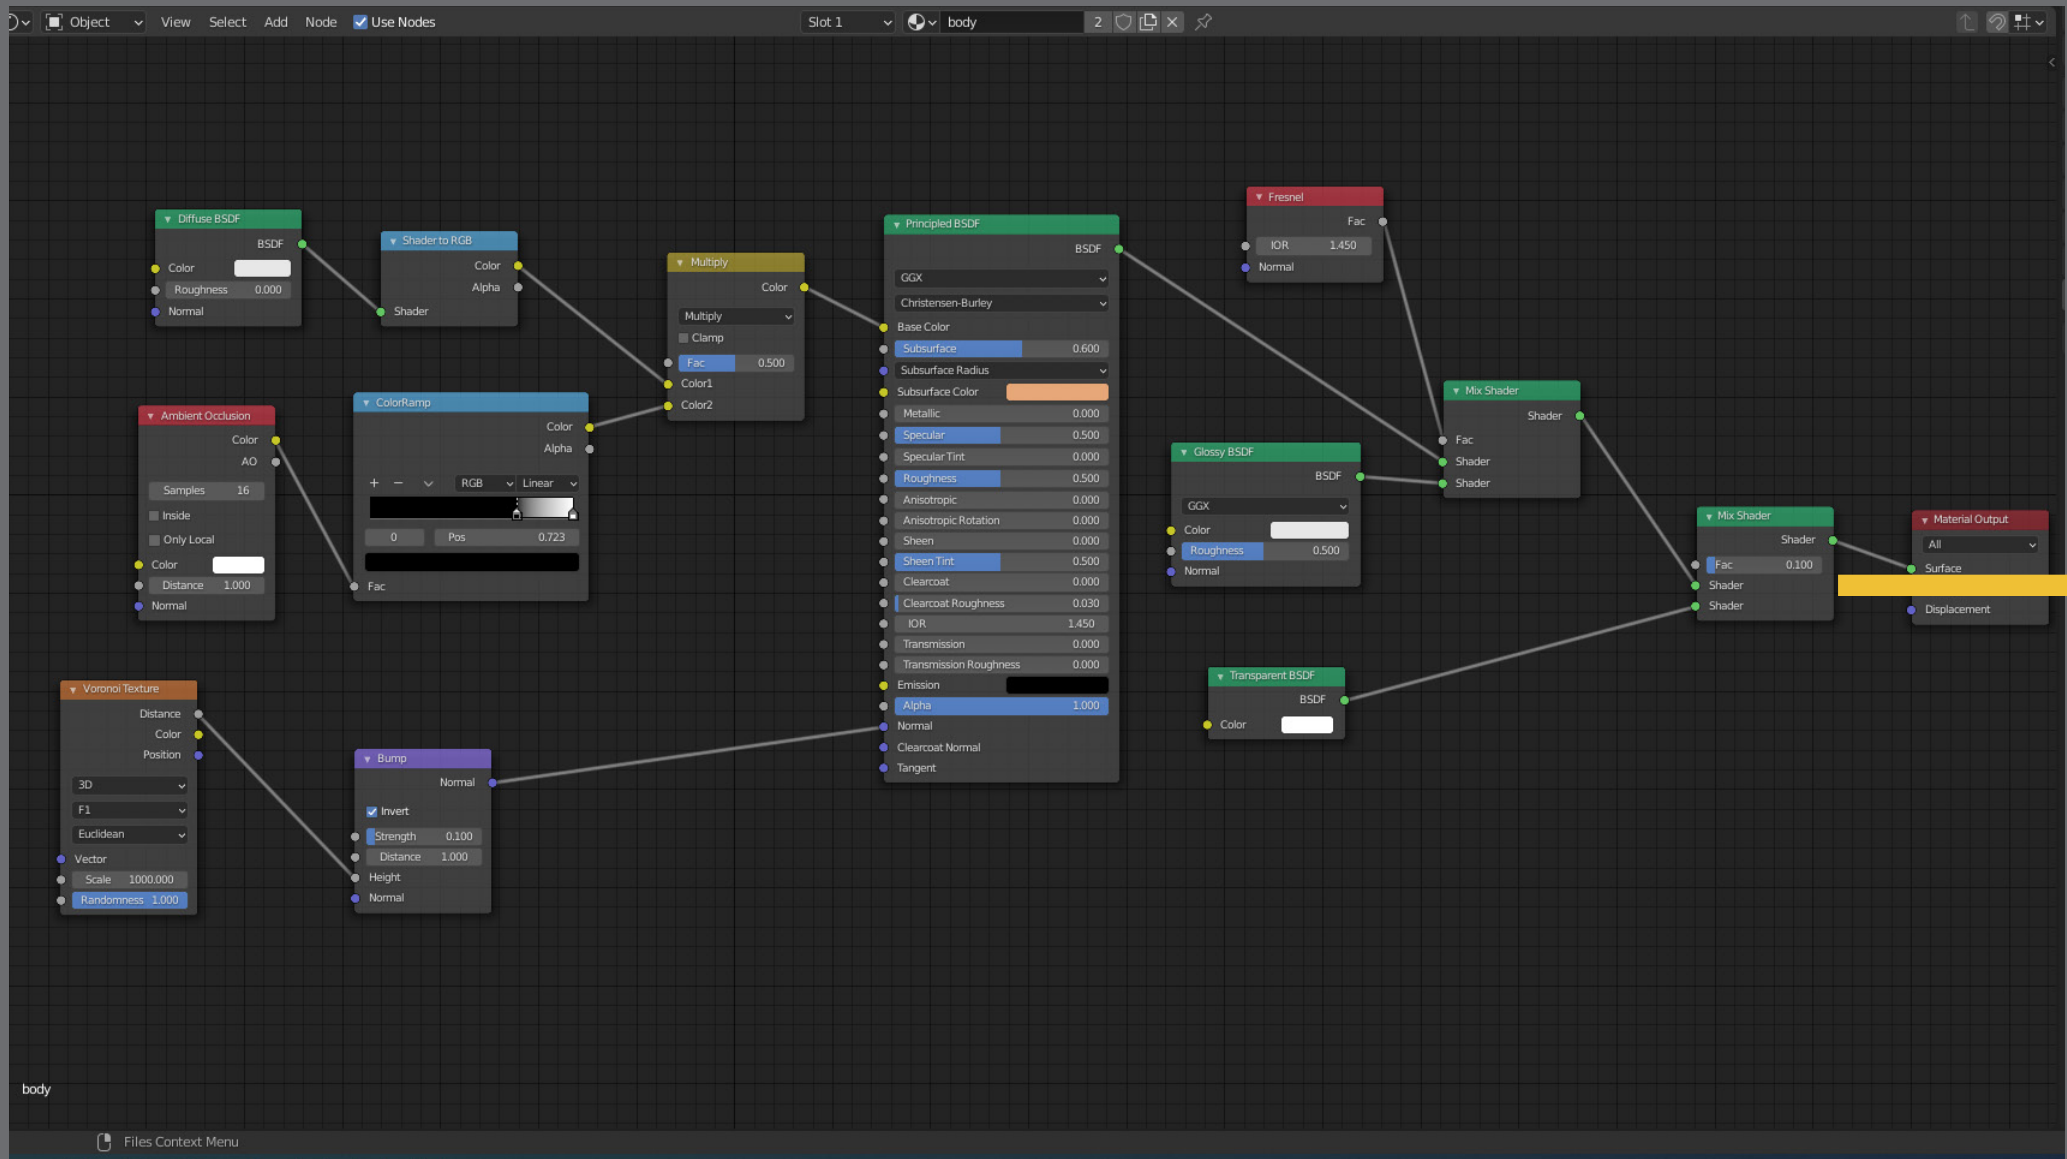 Object View Select Add Node Use Nodes Slot 1 body 2
Diffuse BSDF
BSDF
Color
Roughness 0.000
Normal
Shader to RGB
Color
Alpha
Shader
Multiply
Color
Multiply
Clamp
Fac 0.500
Color1
Color2
Ambient Occlusion
Color
AO
Samples 16
Inside
Only Local
Color
Distance 1.000
Normal
ColorRamp
Color
Alpha
+ − RGB Linear
0 Pos 0.723
Fac
Voronoi Texture
Distance
Color
Position
3D
F1
Euclidean
Vector
Scale 1000.000
Randomness 1.000
Bump
Normal
Invert
Strength 0.100
Distance 1.000
Height
Normal
Principled BSDF
BSDF
GGX
Christensen-Burley
Base Color
Subsurface 0.600
Subsurface Radius
Subsurface Color
Metallic 0.000
Specular 0.500
Specular Tint 0.000
Roughness 0.500
Anisotropic 0.000
Anisotropic Rotation 0.000
Sheen 0.000
Sheen Tint 0.500
Clearcoat 0.000
Clearcoat Roughness 0.030
IOR 1.450
Transmission 0.000
Transmission Roughness 0.000
Emission
Alpha 1.000
Normal
Clearcoat Normal
Tangent
Fresnel
Fac
IOR 1.450
Normal
Glossy BSDF
BSDF
GGX
Color
Roughness 0.500
Normal
Transparent BSDF
BSDF
Color
Mix Shader
Shader
Fac
Shader
Shader
Mix Shader
Shader
Fac 0.100
Shader
Shader
Material Output
All
Surface
Displacement
body
Files Context Menu